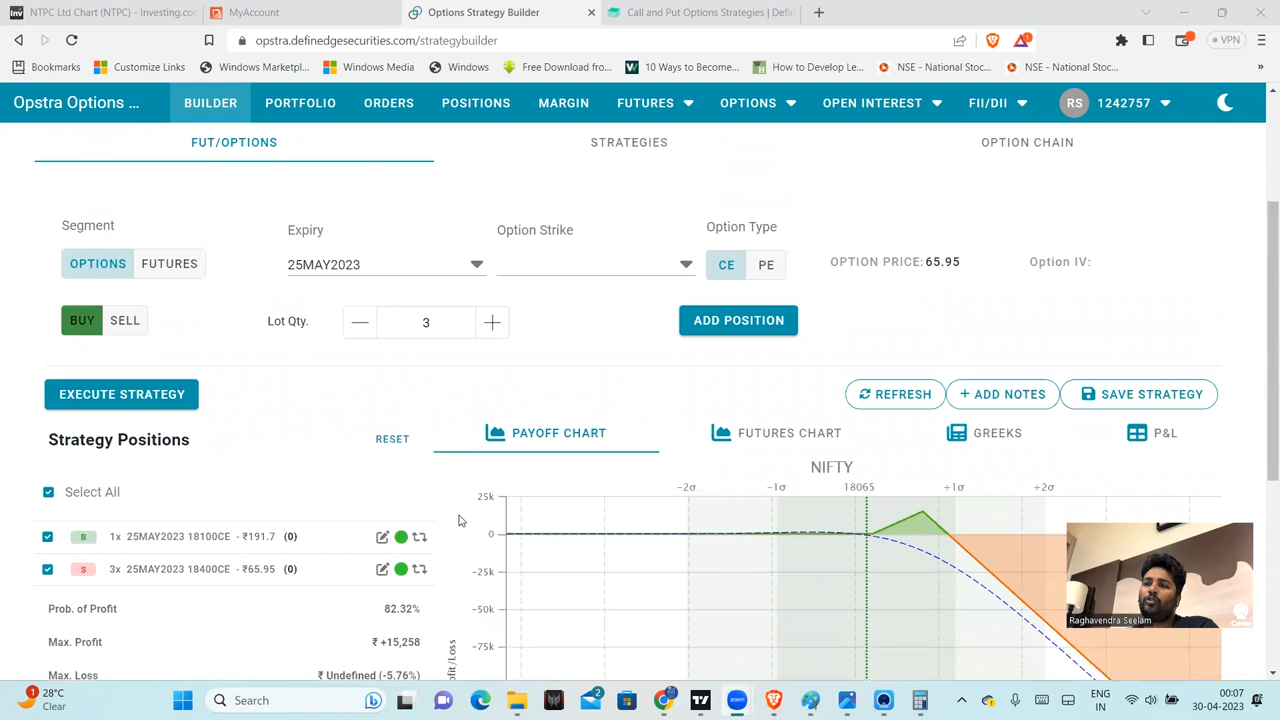 NTPC Ltd Chart (NTPC) - Investing.co
MyAccount
Options Strategy Builder
Call and Put Options Strategies | Defin
opstra.definedgesecurities.com/strategybuilder
1
VPN
Bookmarks
Customize Links
Windows Marketpl...
Windows Media
Windows
Free Download fro...
10 Ways to Become...
How to Develop Le...
NSE - National Stoc...
NSE - National Stoc...
Opstra Options ...
BUILDER
PORTFOLIO
ORDERS
POSITIONS
MARGIN
FUTURES
OPTIONS
OPEN INTEREST
FII/DII
RS
1242757
FUT/OPTIONS
STRATEGIES
OPTION CHAIN
Segment
Expiry
Option Strike
Option Type
OPTIONS
FUTURES
25MAY2023
CE
PE
OPTION PRICE: 65.95
Option IV:
BUY
SELL
Lot Qty.
3
ADD POSITION
EXECUTE STRATEGY
REFRESH
+ ADD NOTES
SAVE STRATEGY
Strategy Positions
RESET
PAYOFF CHART
FUTURES CHART
GREEKS
P&L
NIFTY
-2σ
-1σ
18065
+1σ
+2σ
Select All
25k
0
−25k
−50k
−75k
B 1x 25MAY2023 18100CE - ₹191.7 (0)
S 3x 25MAY2023 18400CE - ₹65.95 (0)
Prob. of Profit 82.32%
Max. Profit ₹ +15,258
Max. Loss ₹ Undefined (-5.76%)
Raghavendra Seelam
1
28°C
Clear
Search
2
zoom
ENG
IN
00:07
30-04-2023